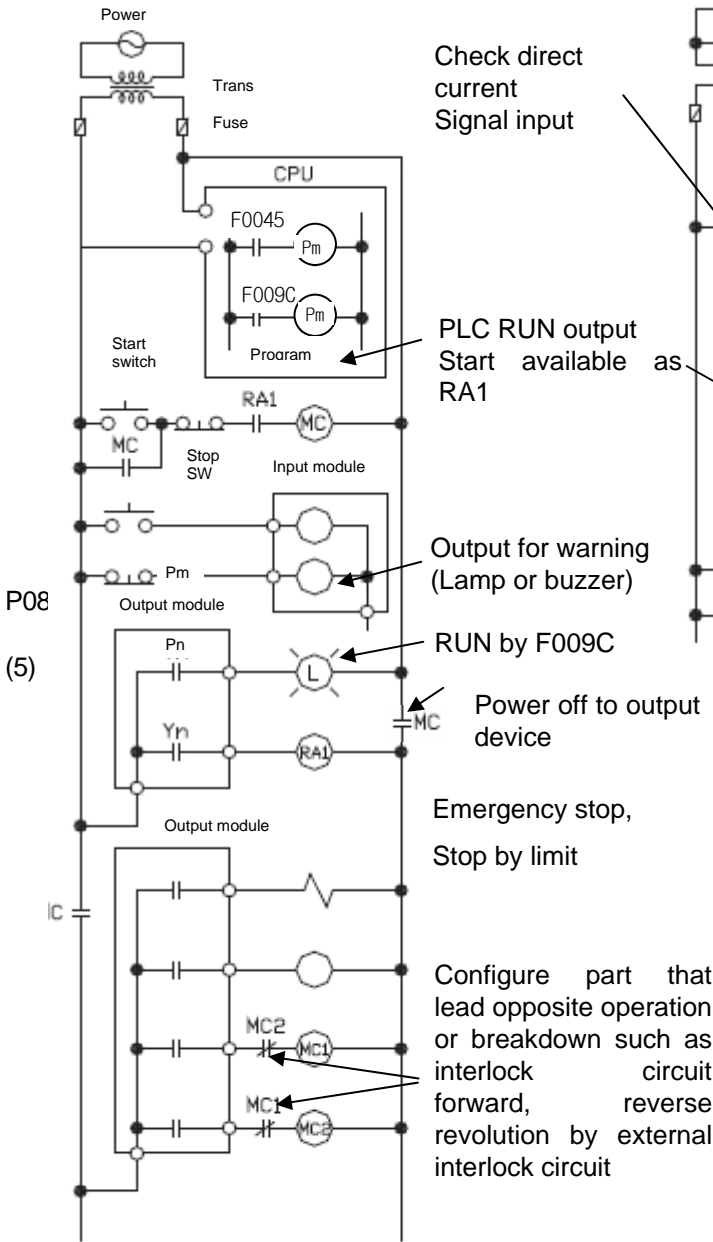 Power
Trans
Fuse
Check direct
current
Signal input
CPU
F0045
Pm
F009C
Pm
Program
PLC RUN output
Start available as
RA1
Start
switch
RA1
MC
MC
Stop
SW
Input module
Pm
Output for warning
(Lamp or buzzer)
P08
Output module
(5)
Pn
L
RUN by F009C
Yn
RA1
MC
Power off to output
device
Output module
Emergency stop,
Stop by limit
MC2
MC1
MC1
MC2
Configure part that
lead opposite operation
or breakdown such as
interlock circuit
forward, reverse
revolution by external
interlock circuit